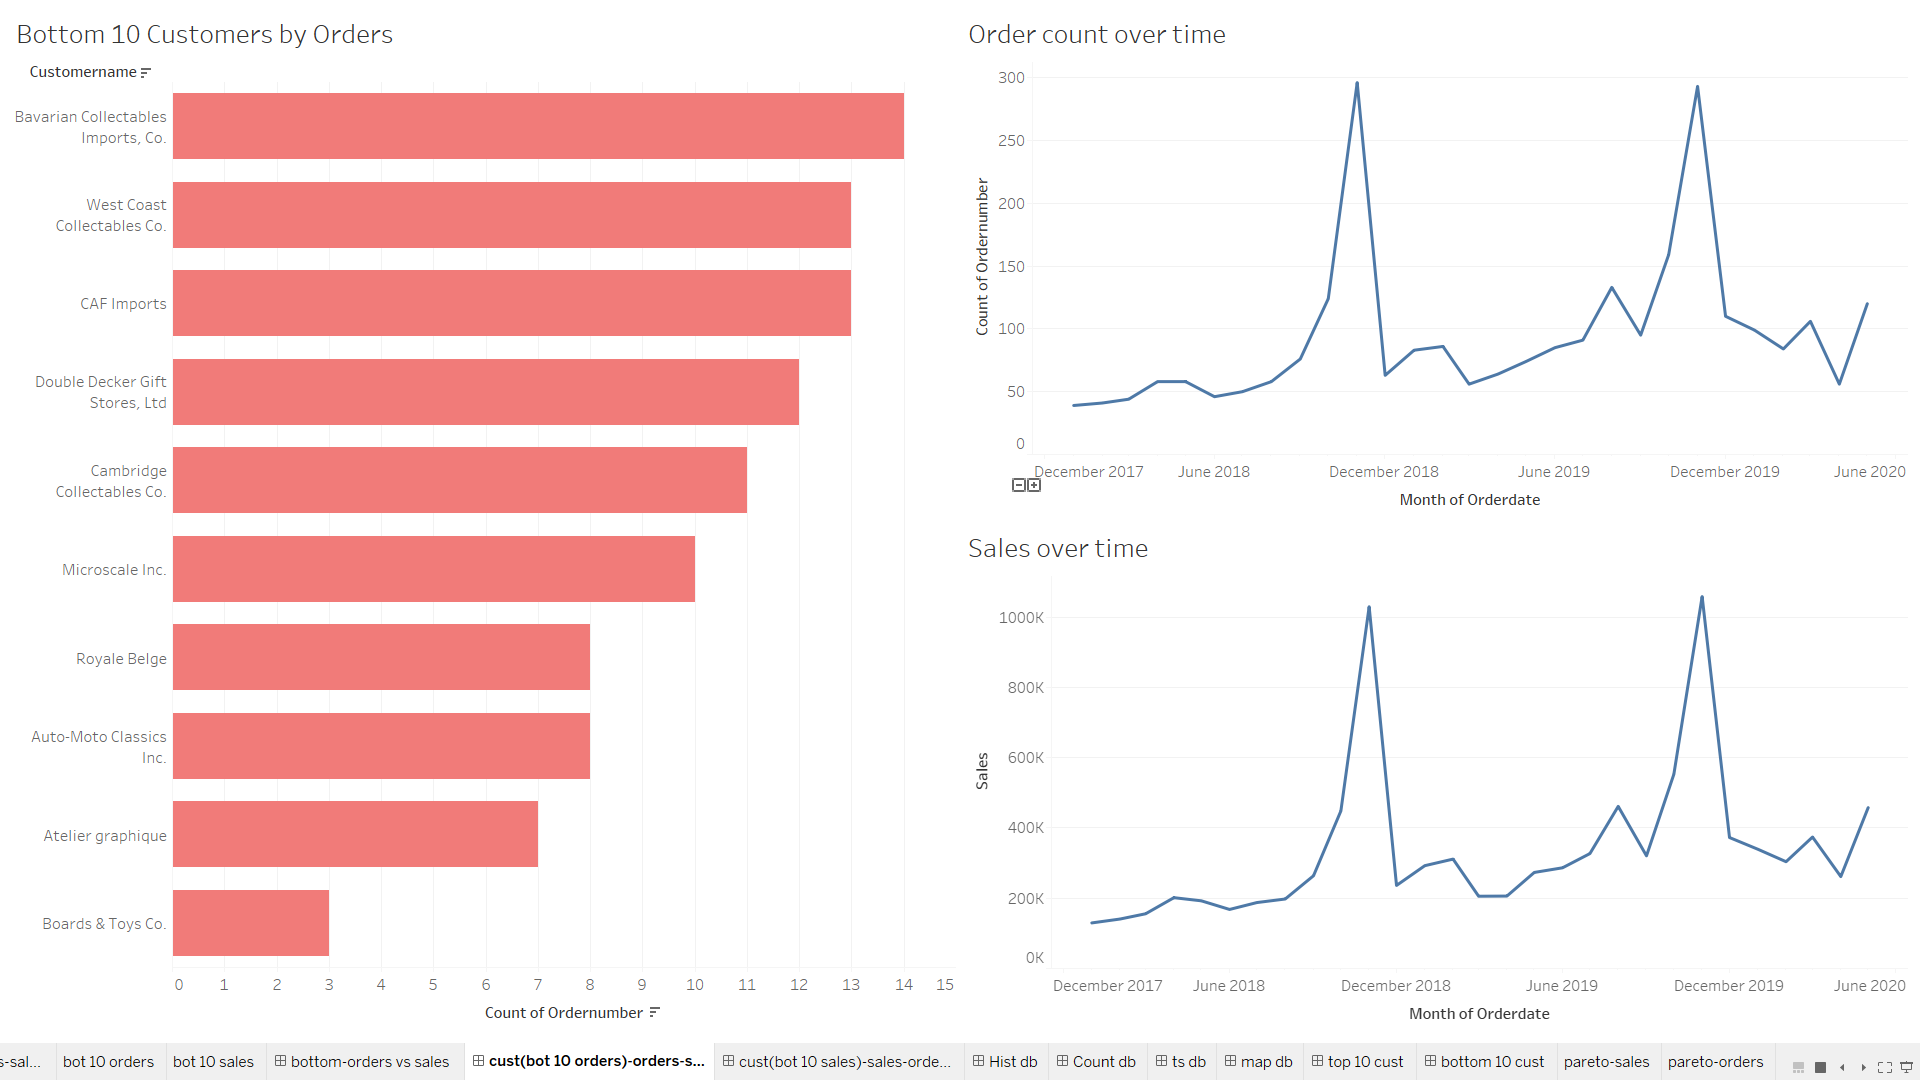 Bottom 10 Customers by Orders
Customername
Bavarian Collectables
Imports, Co.
West Coast
Collectables Co.
CAF Imports
Double Decker Gift
Stores, Ltd
Cambridge
Collectables Co.
Microscale Inc.
Royale Belge
Auto-Moto Classics
Inc.
Atelier graphique
Boards & Toys Co.
0 1 2 3 4 5 6 7 8 9 10 11 12 13 14 15
Count of Ordernumber
Order count over time
300
250
200
150
100
50
0
Count of Ordernumber
December 2017 June 2018 December 2018 June 2019 December 2019 June 2020
Month of Orderdate
Sales over time
1000K
800K
600K
400K
200K
0K
Sales
December 2017 June 2018 December 2018 June 2019 December 2019 June 2020
Month of Orderdate
s-sal... bot 10 orders bot 10 sales bottom-orders vs sales cust(bot 10 orders)-orders-s... cust(bot 10 sales)-sales-orde... Hist db Count db ts db map db top 10 cust bottom 10 cust pareto-sales pareto-orders